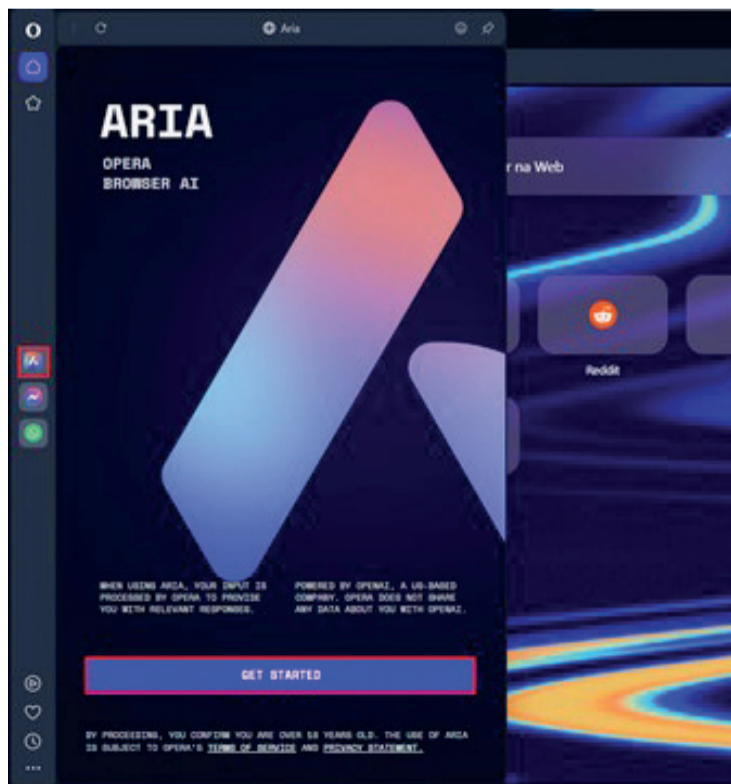 Aria
ARIA
OPERA
BROWSER AI
r na Web
Reddit
WHEN USING ARIA, YOUR INPUT IS
PROCESSED BY OPERA TO PROVIDE
YOU WITH RELEVANT RESPONSES.
POWERED BY OPENAI, A US-BASED
COMPANY. OPERA DOES NOT SHARE
ANY DATA ABOUT YOU WITH OPENAI.
GET STARTED
BY PROCEEDING, YOU CONFIRM YOU ARE OVER YEARS OLD. THE USE OF ARIA
IS SUBJECT TO OPERA'S TERMS OF SERVICE AND PRIVACY STATEMENT.